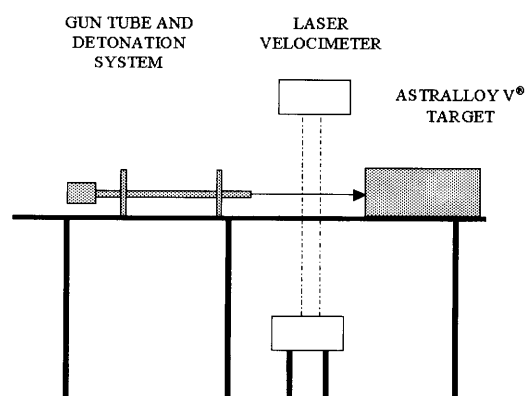 GUN TUBE AND
DETONATION
SYSTEM
LASER
VELOCIMETER
ASTRALLOY V®
TARGET